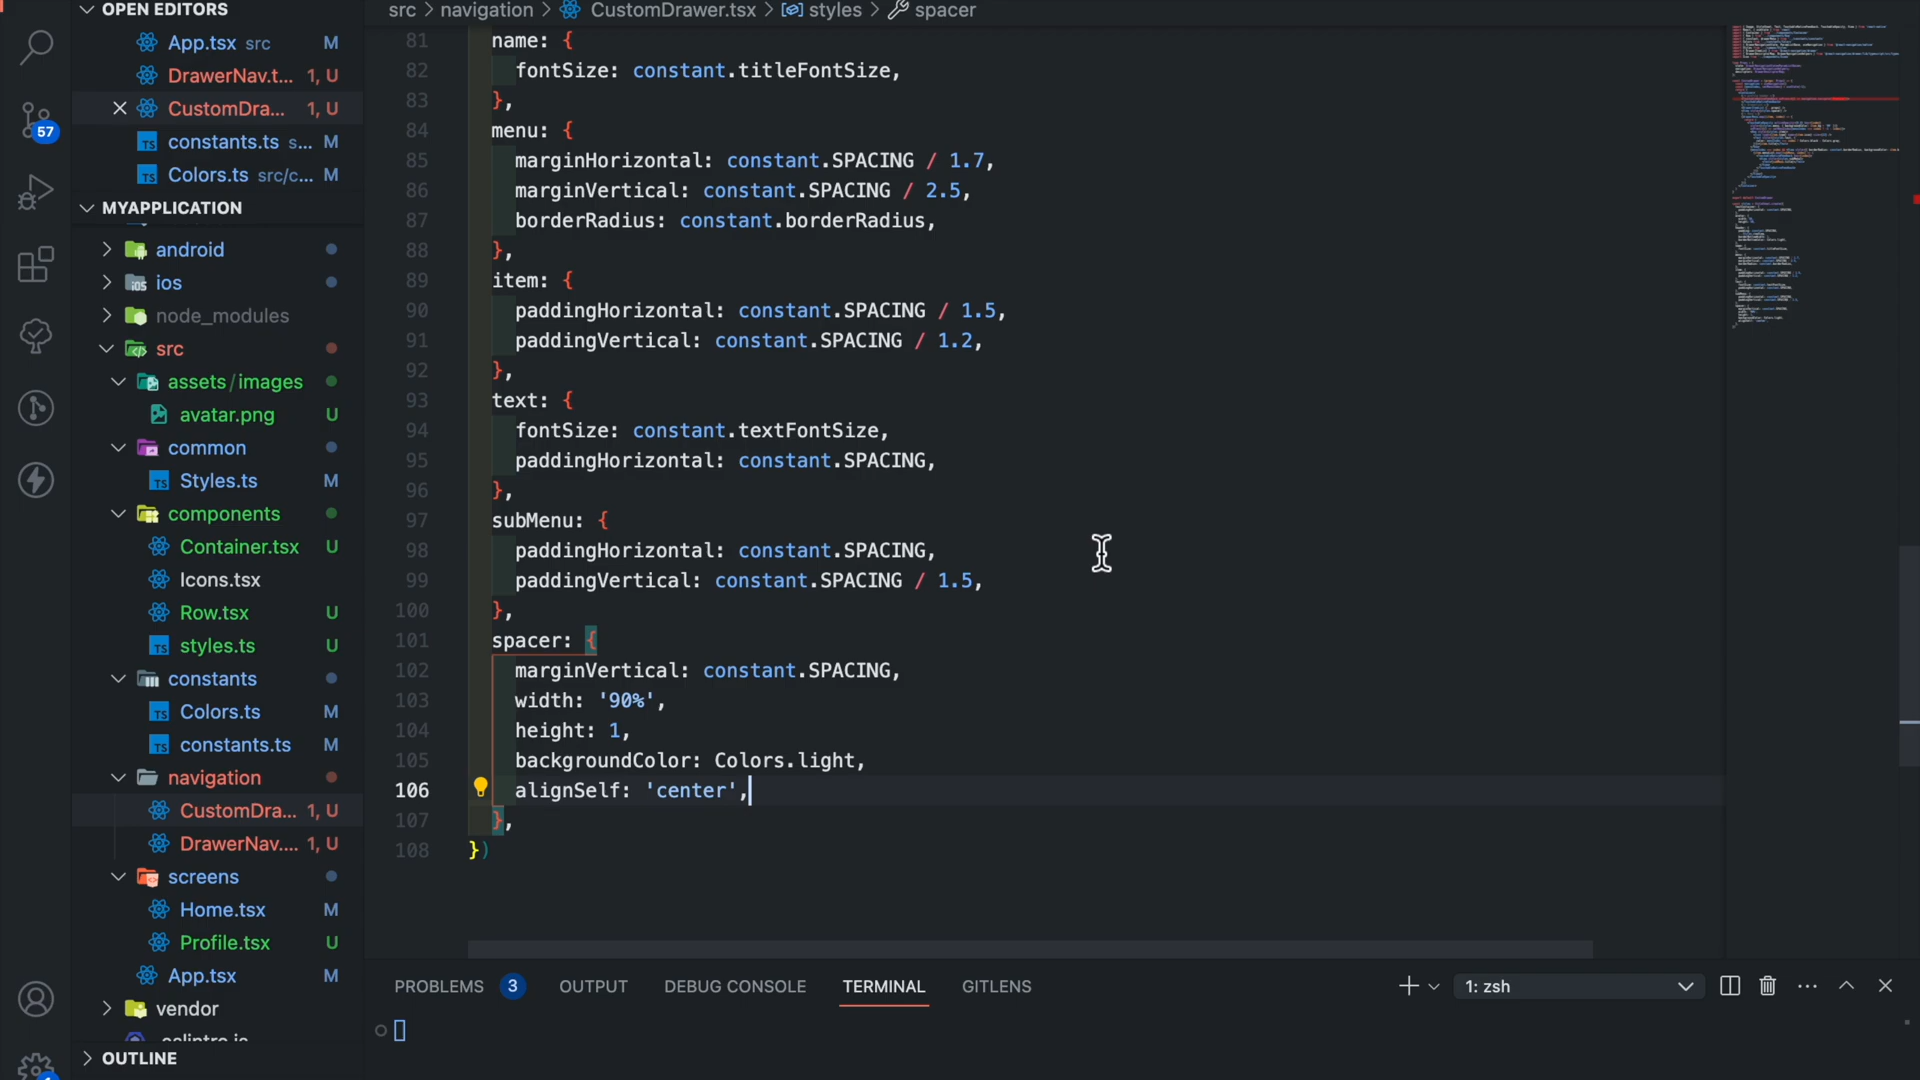 OPEN EDITORS
App.tsx src M
DrawerNav.t... 1, U
CustomDra... 1, U
constants.ts s... M
Colors.ts src/c... M
MYAPPLICATION
android
ios
node_modules
src
assets/images
avatar.png U
common
Styles.ts M
components
Container.tsx U
Icons.tsx
Row.tsx U
styles.ts U
constants
Colors.ts M
constants.ts M
navigation
CustomDra... 1, U
DrawerNav.... 1, U
screens
Home.tsx M
Profile.tsx U
App.tsx M
vendor
OUTLINE
57
src > navigation > CustomDrawer.tsx > styles > spacer
81 name: {
82 fontSize: constant.titleFontSize,
83 },
84 menu: {
85 marginHorizontal: constant.SPACING / 1.7,
86 marginVertical: constant.SPACING / 2.5,
87 borderRadius: constant.borderRadius,
88 },
89 item: {
90 paddingHorizontal: constant.SPACING / 1.5,
91 paddingVertical: constant.SPACING / 1.2,
92 },
93 text: {
94 fontSize: constant.textFontSize,
95 paddingHorizontal: constant.SPACING,
96 },
97 subMenu: {
98 paddingHorizontal: constant.SPACING,
99 paddingVertical: constant.SPACING / 1.5,
100 },
101 spacer: {
102 marginVertical: constant.SPACING,
103 width: '90%',
104 height: 1,
105 backgroundColor: Colors.light,
106 alignSelf: 'center',
107 },
108 })
PROBLEMS 3 OUTPUT DEBUG CONSOLE TERMINAL GITLENS
1: zsh